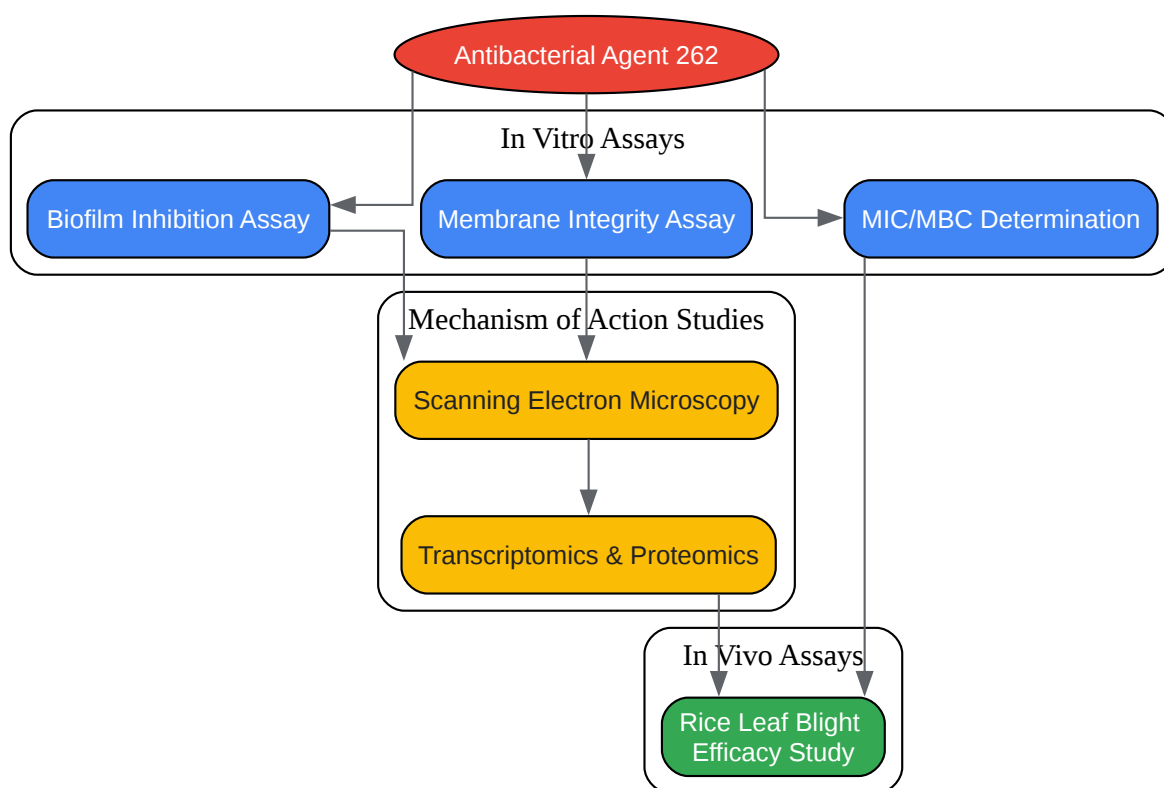 Antibacterial Agent 262
In Vitro Assays
Biofilm Inhibition Assay
Membrane Integrity Assay
MIC/MBC Determination
Mechanism of Action Studies
Scanning Electron Microscopy
Transcriptomics & Proteomics
In Vivo Assays
Rice Leaf Blight
Efficacy Study